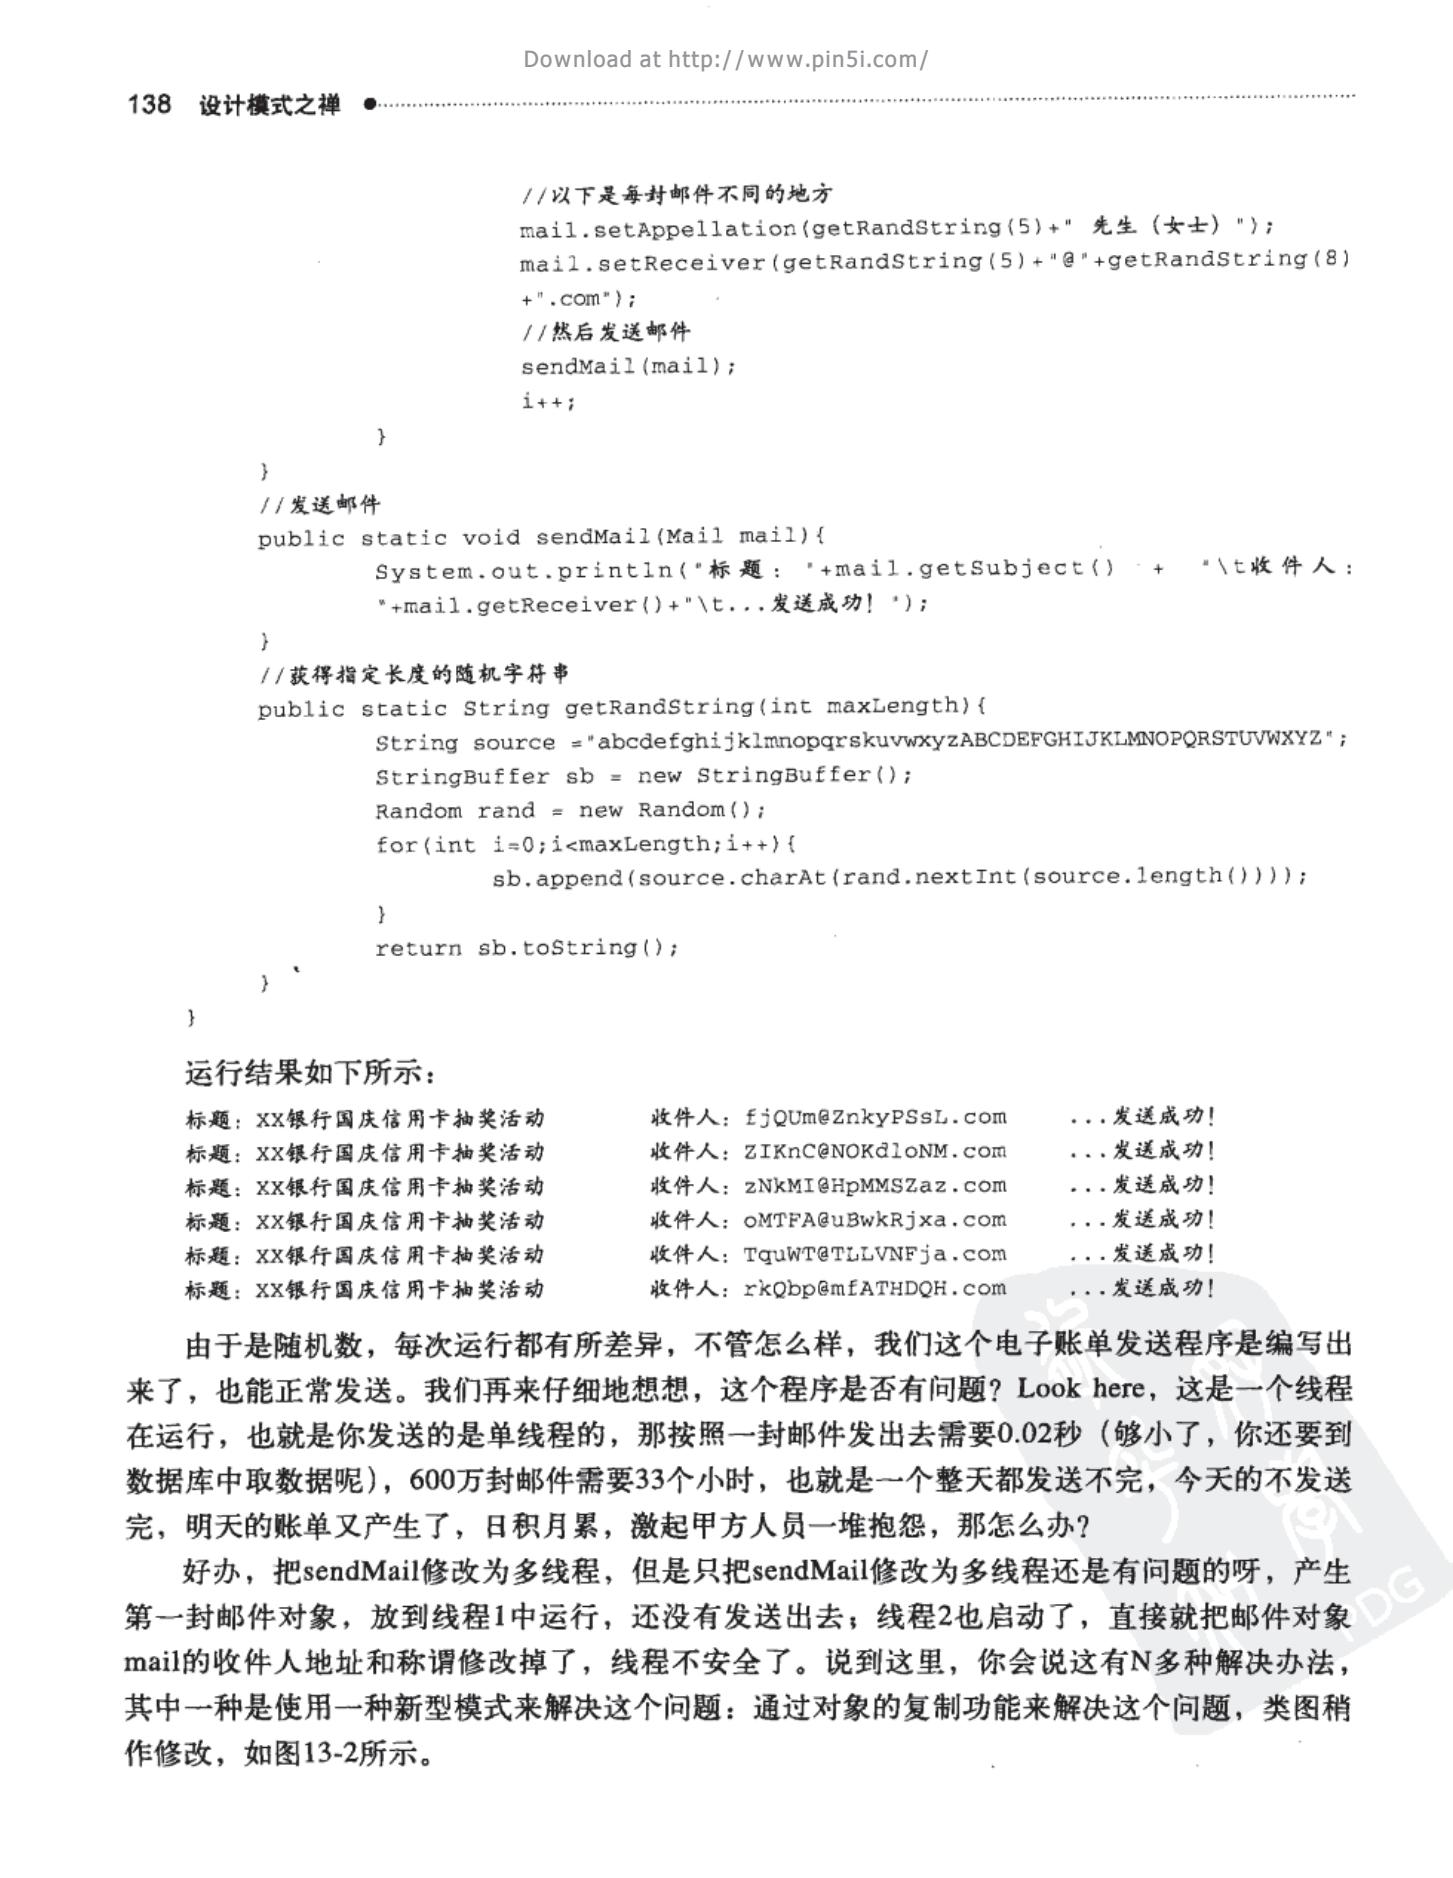 Download at http://www.pin5i.com/
138 设计模式之禅
//以下是每封邮件不同的地方
mail.setAppellation(getRandString(5)+" 先生（女士）");
mail.setReceiver(getRandString(5)+"@"+getRandString(8)
+".com");
//然后发送邮件
sendMail(mail);
i++;
}
}
//发送邮件
public static void sendMail(Mail mail){
System.out.println("标题： "+mail.getSubject() + "\t收件人：
"+mail.getReceiver()+"\t...发送成功！");
}
//获得指定长度的随机字符串
public static String getRandString(int maxLength){
String source ="abcdefghijklmnopqrskuvwxyzABCDEFGHIJKLMNOPQRSTUVWXYZ";
StringBuffer sb = new StringBuffer();
Random rand = new Random();
for(int i=0;i<maxLength;i++){
sb.append(source.charAt(rand.nextInt(source.length())));
}
return sb.toString();
}
}
运行结果如下所示：
标题：XX银行国庆信用卡抽奖活动 收件人：fjQUm@ZnkyPSsL.com ...发送成功！
标题：XX银行国庆信用卡抽奖活动 收件人：ZIKnC@NOKdloNM.com ...发送成功！
标题：XX银行国庆信用卡抽奖活动 收件人：zNkMI@HpMMSZaz.com ...发送成功！
标题：XX银行国庆信用卡抽奖活动 收件人：oMTFA@uBwkRjxa.com ...发送成功！
标题：XX银行国庆信用卡抽奖活动 收件人：TquWT@TLLVNFja.com ...发送成功！
标题：XX银行国庆信用卡抽奖活动 收件人：rkQbp@mfATHDQH.com ...发送成功！
由于是随机数，每次运行都有所差异，不管怎么样，我们这个电子账单发送程序是编写出
来了，也能正常发送。我们再来仔细地想想，这个程序是否有问题？Look here，这是一个线程
在运行，也就是你发送的是单线程的，那按照一封邮件发出去需要0.02秒（够小了，你还要到
数据库中取数据呢），600万封邮件需要33个小时，也就是一个整天都发送不完，今天的不发送
完，明天的账单又产生了，日积月累，激起甲方人员一堆抱怨，那怎么办？
好办，把sendMail修改为多线程，但是只把sendMail修改为多线程还是有问题的呀，产生
第一封邮件对象，放到线程1中运行，还没有发送出去；线程2也启动了，直接就把邮件对象
mail的收件人地址和称谓修改掉了，线程不安全了。说到这里，你会说这有N多种解决办法，
其中一种是使用一种新型模式来解决这个问题：通过对象的复制功能来解决这个问题，类图稍
作修改，如图13-2所示。
PDG